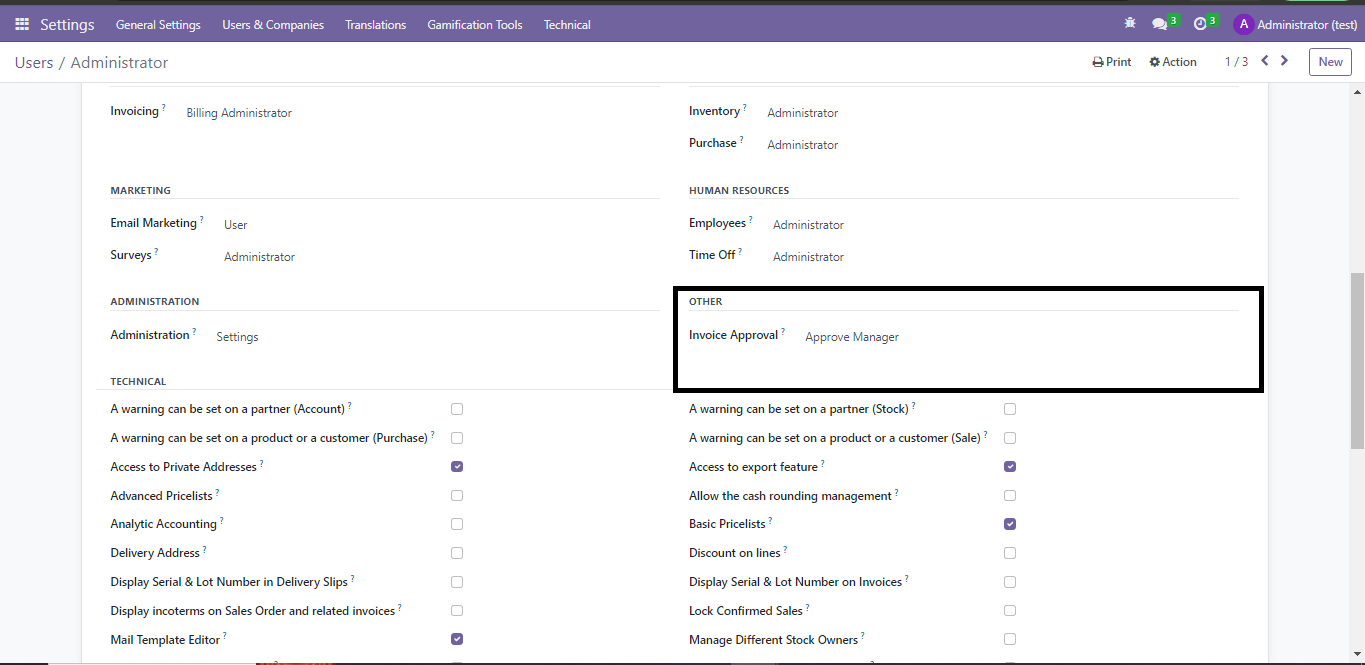 Settings General Settings Users & Companies Translations Gamification Tools Technical 3 3 A Administrator (test)
Users / Administrator Print Action 1 / 3 New
Invoicing ? Billing Administrator Inventory ? Administrator
Purchase ? Administrator
MARKETING HUMAN RESOURCES
Email Marketing ? User Employees ? Administrator
Surveys ? Administrator Time Off ? Administrator
ADMINISTRATION OTHER
Administration ? Settings Invoice Approval ? Approve Manager
TECHNICAL
A warning can be set on a partner (Account) ? A warning can be set on a partner (Stock) ?
A warning can be set on a product or a customer (Purchase) ? A warning can be set on a product or a customer (Sale) ?
Access to Private Addresses ? Access to export feature ?
Advanced Pricelists ? Allow the cash rounding management ?
Analytic Accounting ? Basic Pricelists ?
Delivery Address ? Discount on lines ?
Display Serial & Lot Number in Delivery Slips ? Display Serial & Lot Number on Invoices ?
Display incoterms on Sales Order and related invoices ? Lock Confirmed Sales ?
Mail Template Editor ? Manage Different Stock Owners ?